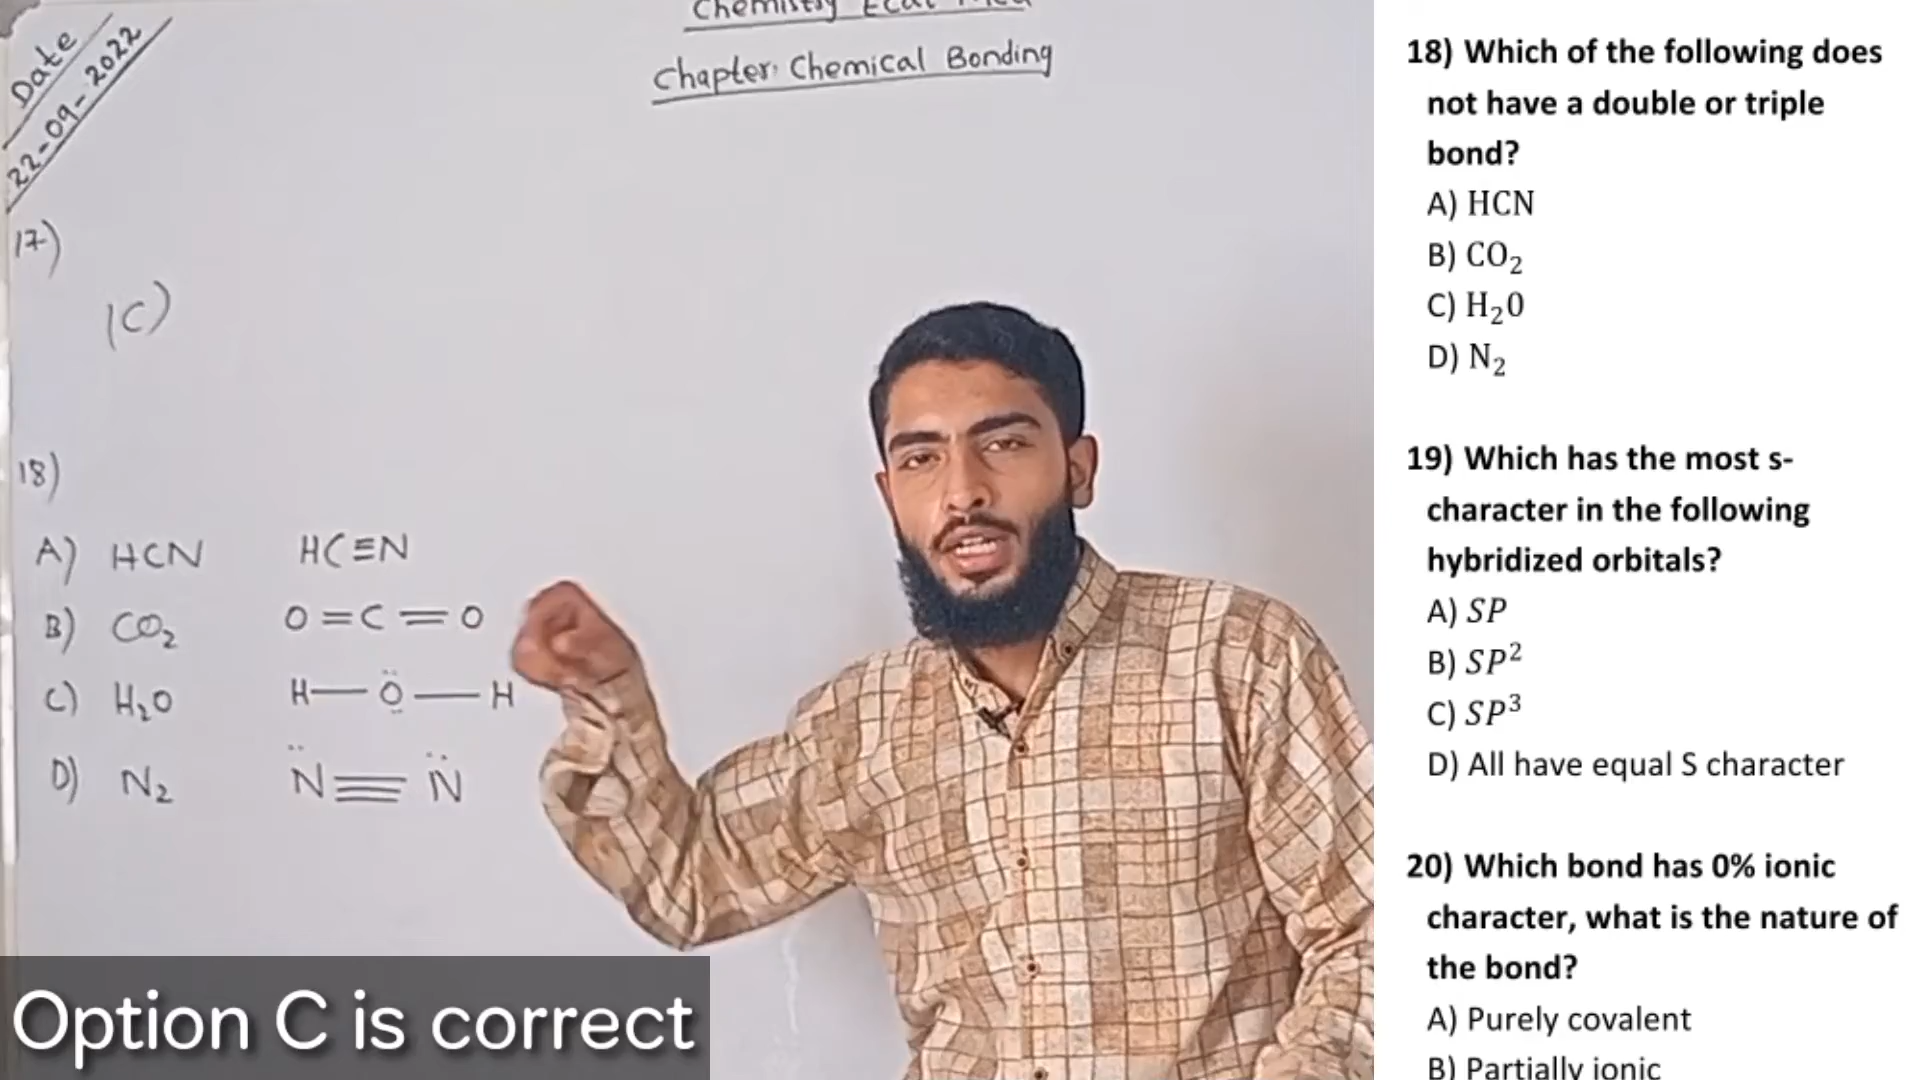 Chemistry Ecat
Chapter: Chemical Bonding
Date
22-09-2022
17)
(C)
18)
A) HCN HC≡N
B) CO₂ O=C=O
C) H₂O H—Ö—H
D) N₂ N̈≡N̈
Option C is correct
18) Which of the following does
not have a double or triple
bond?
A) HCN
B) CO₂
C) H₂0
D) N₂
19) Which has the most s-
character in the following
hybridized orbitals?
A) SP
B) SP²
C) SP³
D) All have equal S character
20) Which bond has 0% ionic
character, what is the nature of
the bond?
A) Purely covalent
B) Partially ionic